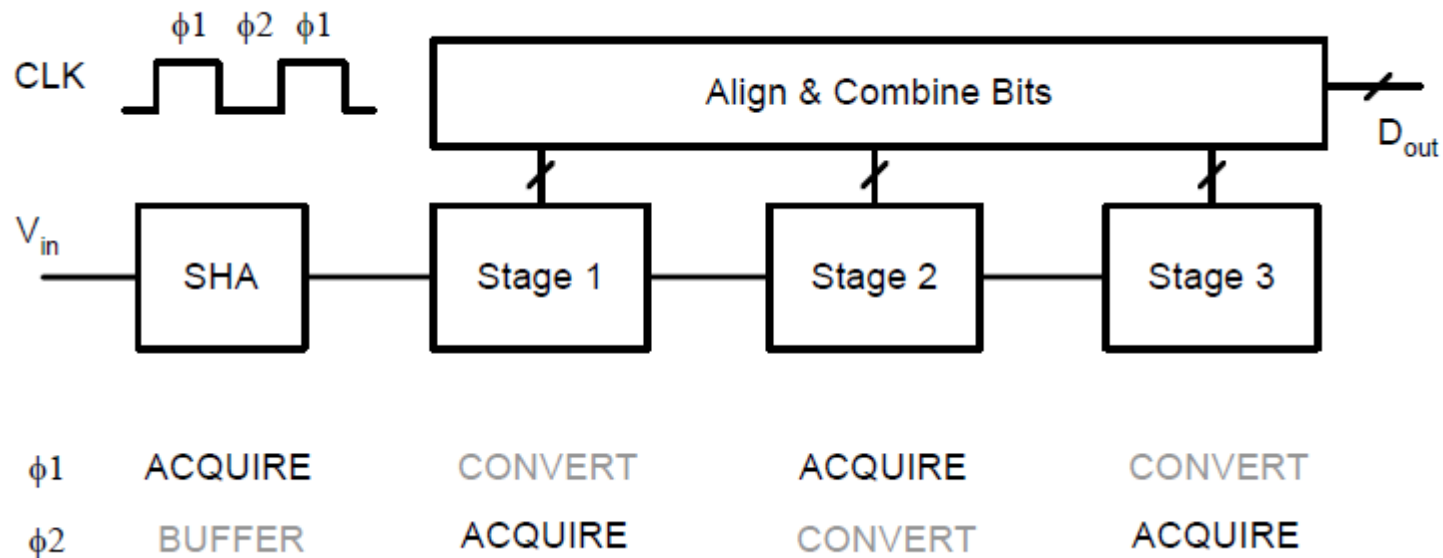 ϕ1 ϕ2 ϕ1
CLK
Align & Combine Bits
D_out
V_in
SHA
Stage 1
Stage 2
Stage 3
ϕ1 ACQUIRE CONVERT ACQUIRE CONVERT
ϕ2 BUFFER ACQUIRE CONVERT ACQUIRE